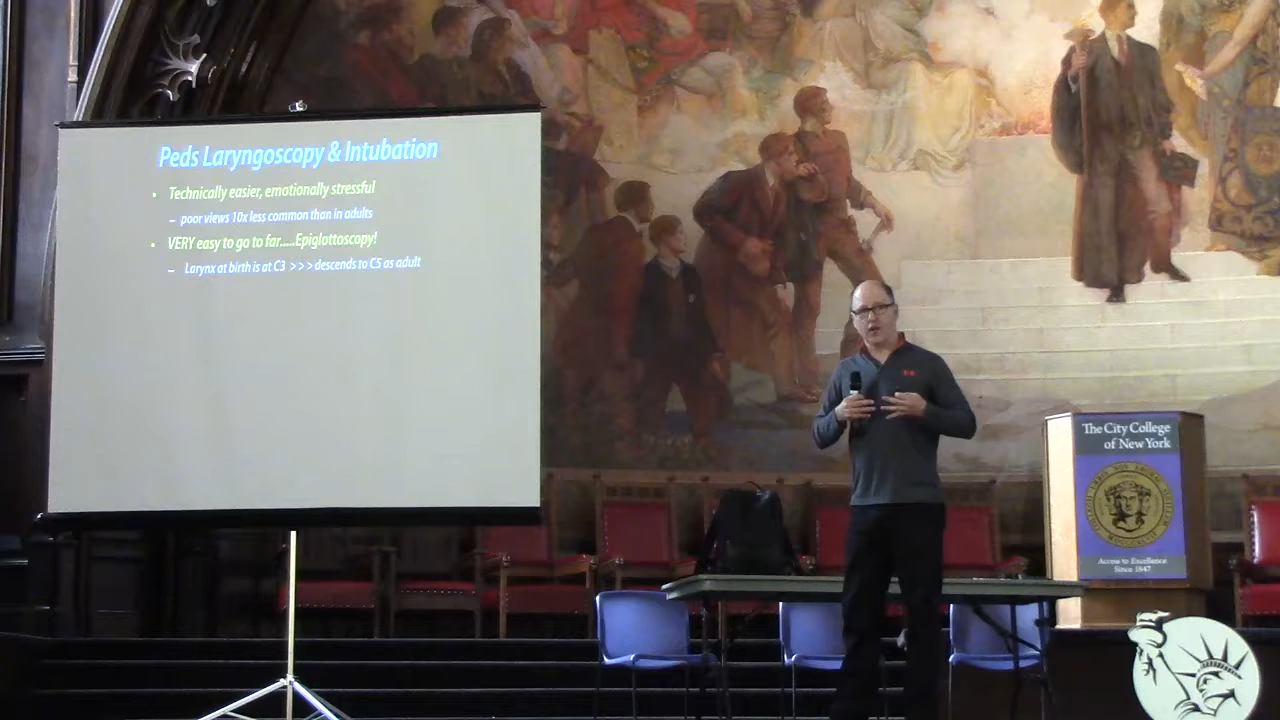 Peds Laryngoscopy & Intubation
• Technically easier, emotionally stressful
– poor views 10x less common than in adults
• VERY easy to go to far.....Epiglottoscopy!
– Larynx at birth is at C3 >>> descends to C5 as adult
The City College
of New York
Access to Excellence
Since 1847